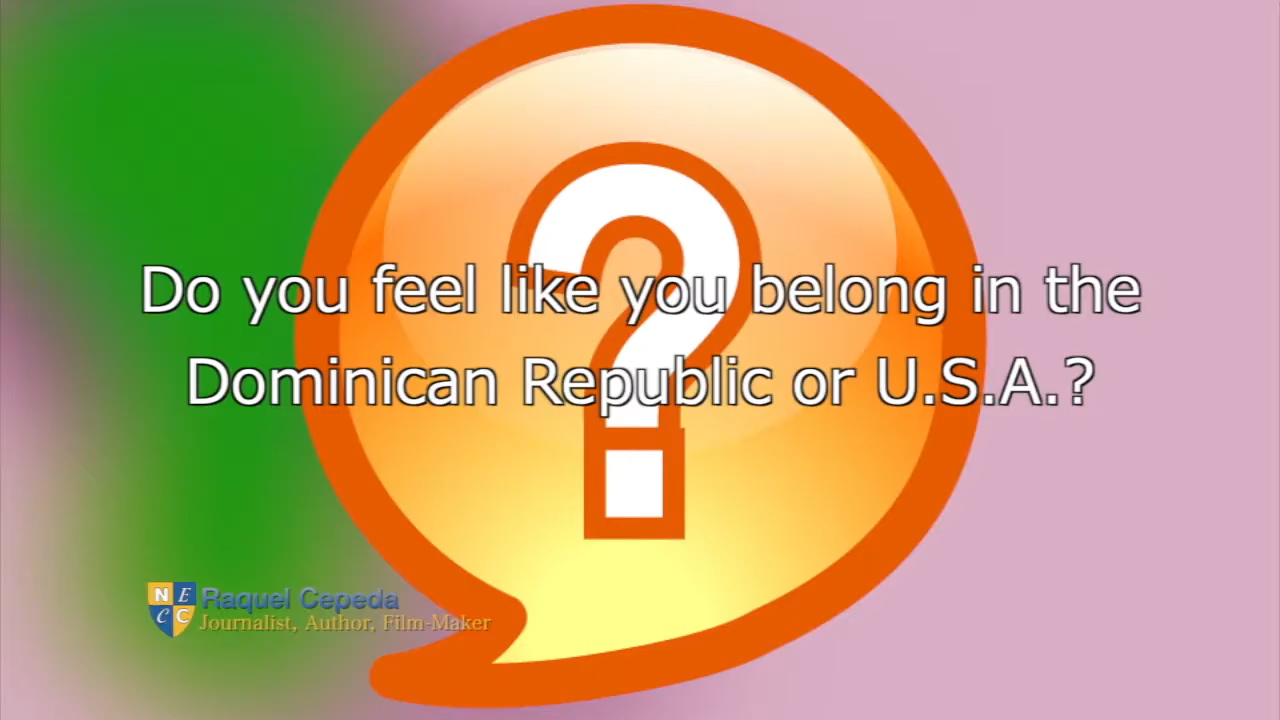 Do you feel like you belong in the
Dominican Republic or U.S.A.?
?
N E
C C
Raquel Cepeda
Journalist, Author, Film-Maker